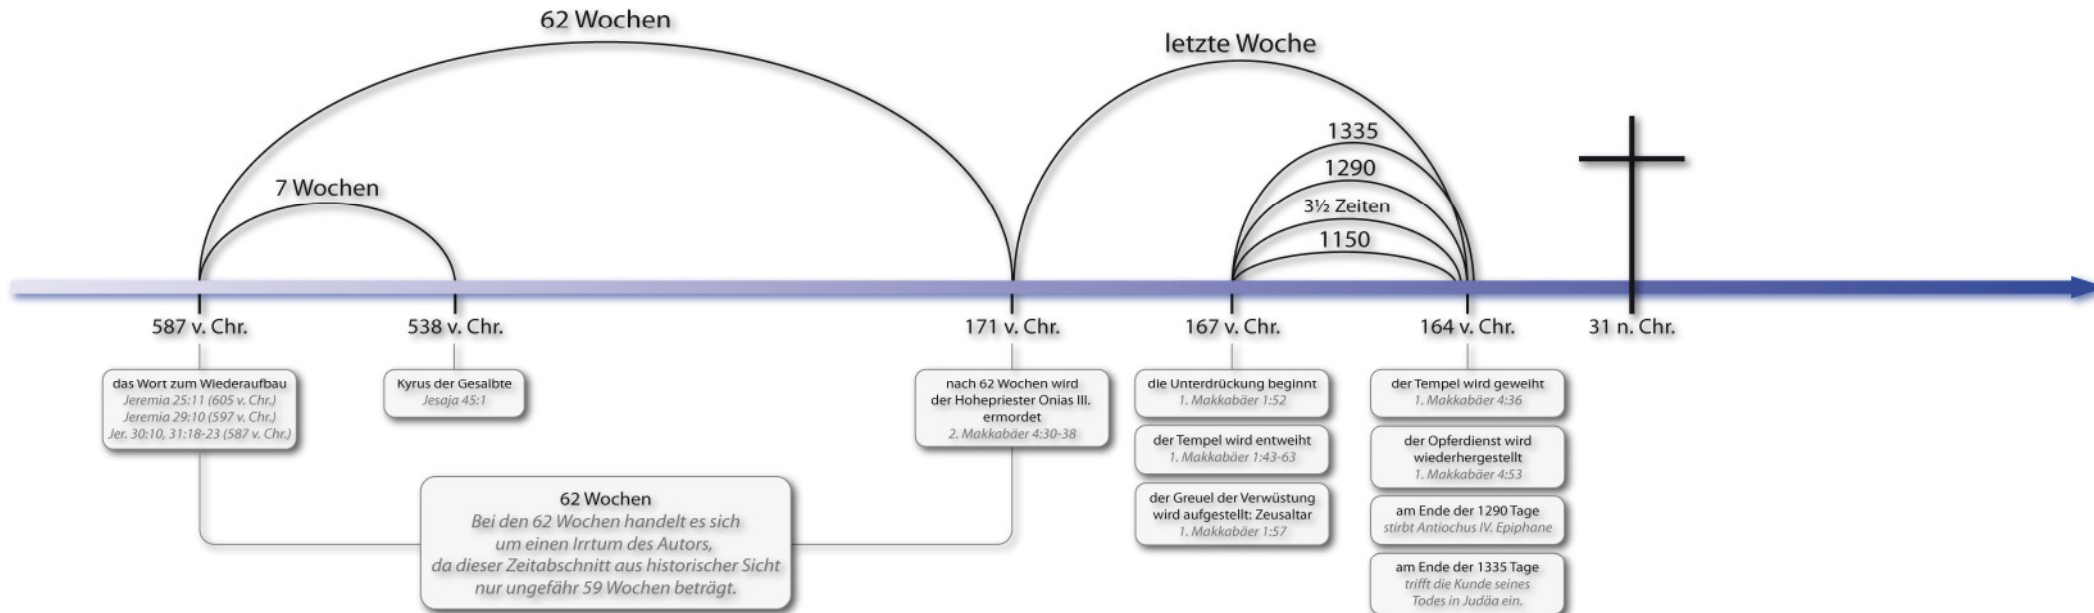 62 Wochen
letzte Woche
7 Wochen
1335
1290
3½ Zeiten
1150
587 v. Chr.
538 v. Chr.
171 v. Chr.
167 v. Chr.
164 v. Chr.
31 n. Chr.
das Wort zum Wiederaufbau
Jeremia 25:11 (605 v. Chr.)
Jeremia 29:10 (597 v. Chr.)
Jer. 30:10, 31:18-23 (587 v. Chr.)
Kyrus der Gesalbte
Jesaja 45:1
nach 62 Wochen wird
der Hohepriester Onias III.
ermordet
2. Makkabäer 4:30-38
die Unterdrückung beginnt
1. Makkabäer 1:52
der Tempel wird entweiht
1. Makkabäer 1:43-63
der Greuel der Verwüstung
wird aufgestellt: Zeusaltar
1. Makkabäer 1:57
der Tempel wird geweiht
1. Makkabäer 4:36
der Opferdienst wird
wiederhergestellt
1. Makkabäer 4:53
am Ende der 1290 Tage
stirbt Antiochus IV. Epiphane
am Ende der 1335 Tage
trifft die Kunde seines
Todes in Judäa ein.
62 Wochen
Bei den 62 Wochen handelt es sich
um einen Irrtum des Autors,
da dieser Zeitabschnitt aus historischer Sicht
nur ungefähr 59 Wochen beträgt.